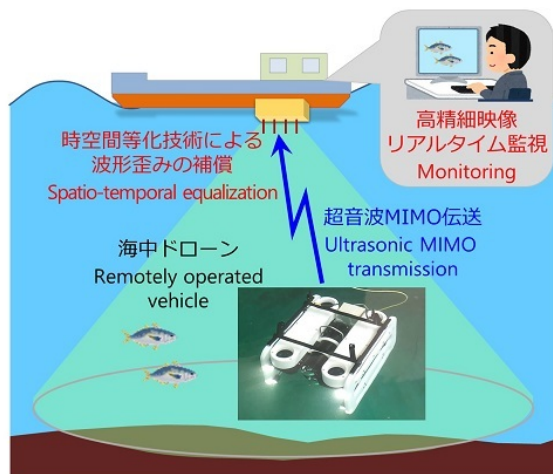 高精細映像
リアルタイム監視
Monitoring
時空間等化技術による
波形歪みの補償
Spatio-temporal equalization
超音波MIMO伝送
Ultrasonic MIMO
transmission
海中ドローン
Remotely operated
vehicle